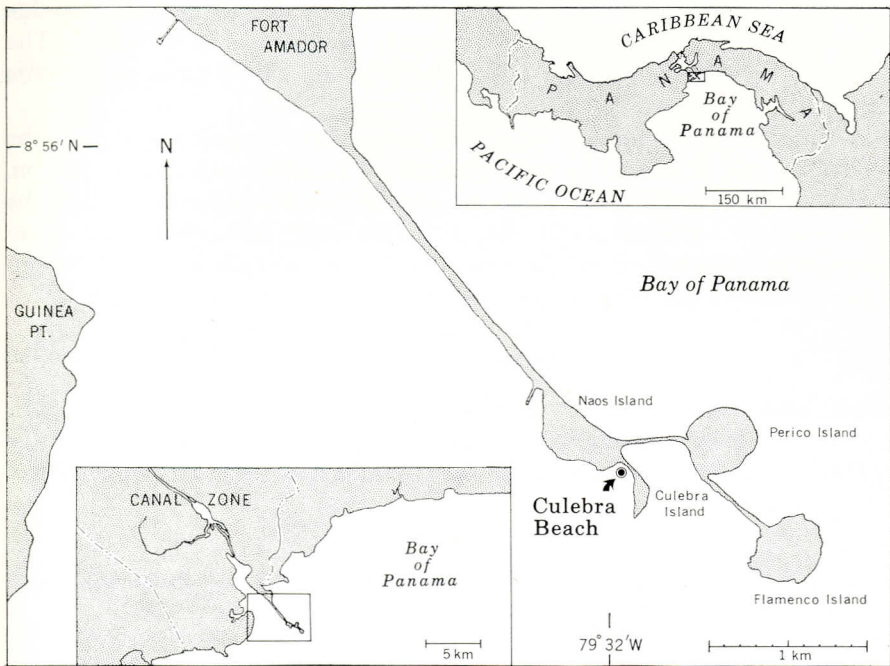 FORT
AMADOR
8° 56′ N
N
GUINEA
PT.
CARIBBEAN SEA
PANAMA
Bay
of
Panama
PACIFIC OCEAN
150 km
Bay of Panama
Naos Island
Perico Island
Culebra
Beach
Culebra
Island
Flamenco Island
CANAL ZONE
Bay
of
Panama
5 km
79° 32′ W
1 km